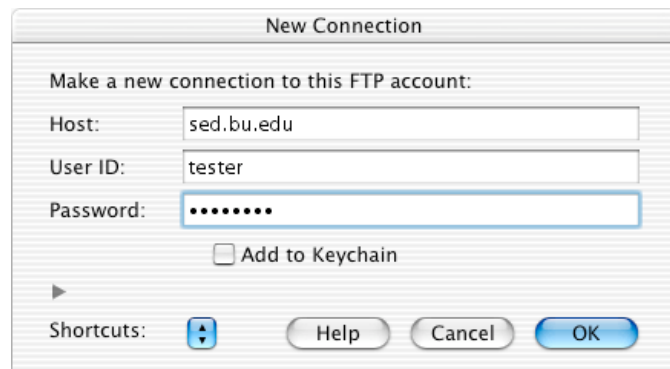 New Connection
Make a new connection to this FTP account:
Host: sed.bu.edu
User ID: tester
Password: ••••••••
Add to Keychain
Shortcuts: Help Cancel OK